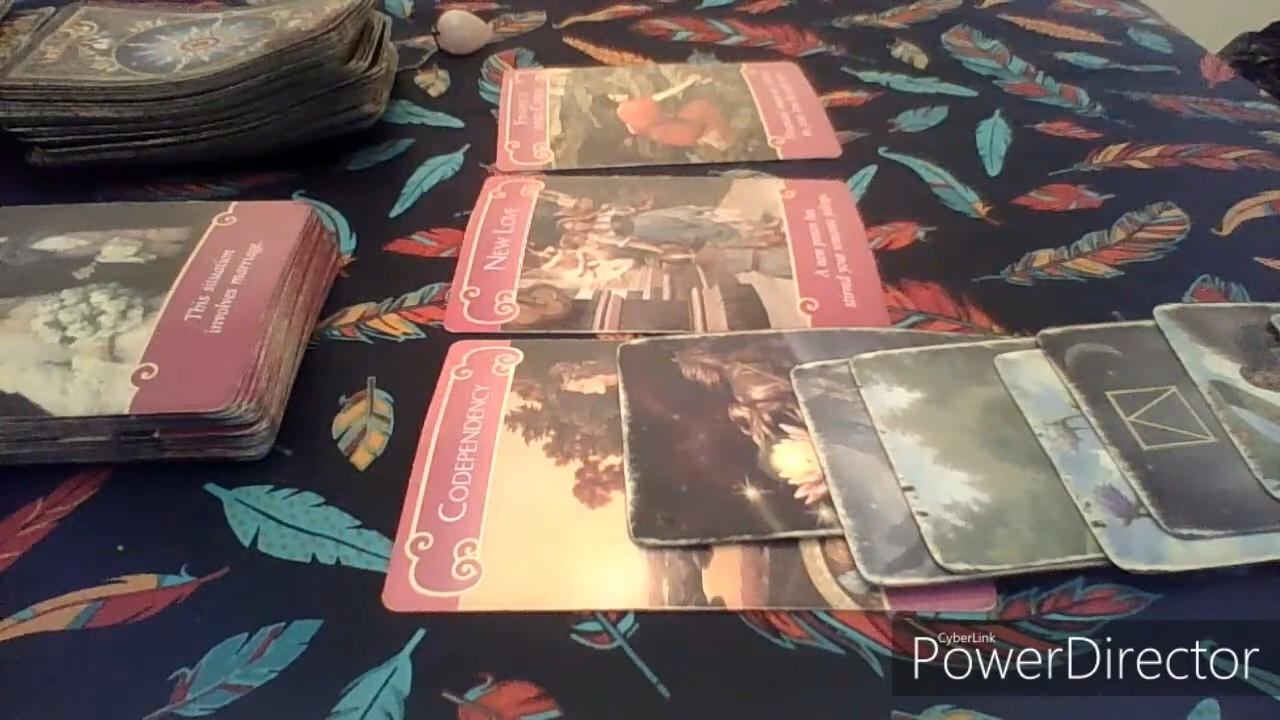 NEW LOVE
A new person has
stirred your romantic feelings.
This situation
involves marriage.
CODEPENDENCY
CyberLink
PowerDirector